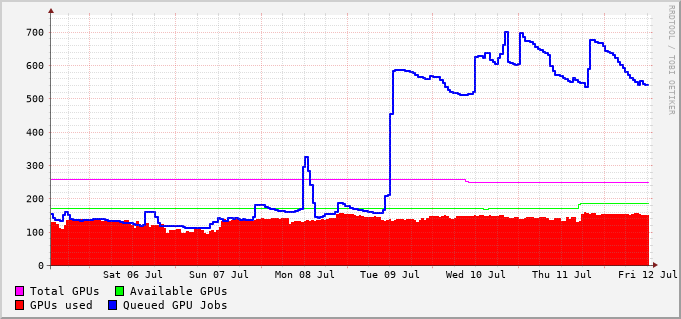 700
600
500
400
300
200
100
0
Sat 06 Jul Sun 07 Jul Mon 08 Jul Tue 09 Jul Wed 10 Jul Thu 11 Jul Fri 12 Jul
Total GPUs Available GPUs
GPUs used Queued GPU Jobs
RRDTOOL / TOBI OETIKER